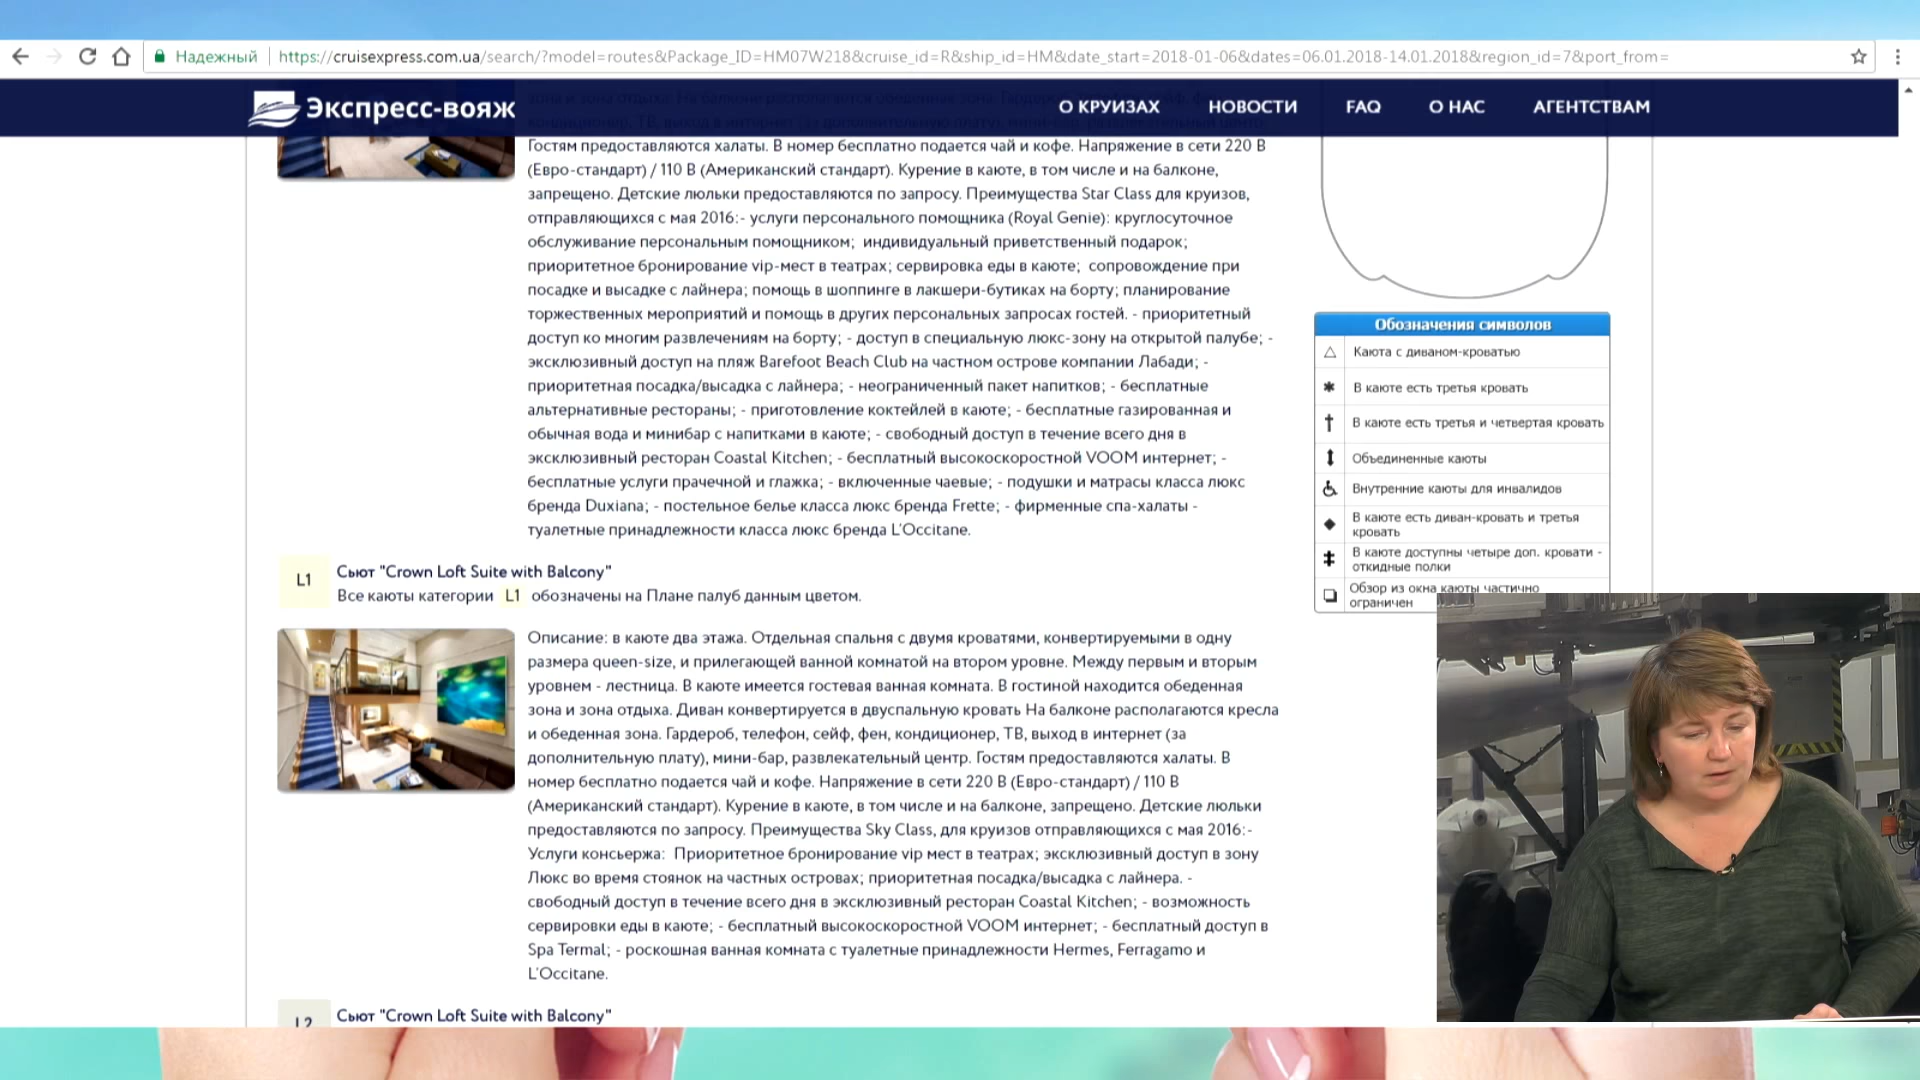 Надежный
https://cruisexpress.com.ua/search/?model=routes&Package_ID=HM07W218&cruise_id=R&ship_id=HM&date_start=2018-01-06&dates=06.01.2018-14.01.2018&region_id=7&port_from=
Экспресс-вояж
О КРУИЗАХ
НОВОСТИ
FAQ
О НАС
АГЕНТСТВАМ
Гостям предоставляются халаты. В номер бесплатно подается чай и кофе. Напряжение в сети 220 В
(Евро-стандарт) / 110 В (Американский стандарт). Курение в каюте, в том числе и на балконе,
запрещено. Детские люльки предоставляются по запросу. Преимущества Star Class для круизов,
отправляющихся с мая 2016:- услуги персонального помощника (Royal Genie): круглосуточное
обслуживание персональным помощником; индивидуальный приветственный подарок;
приоритетное бронирование vip-мест в театрах; сервировка еды в каюте; сопровождение при
посадке и высадке с лайнера; помощь в шоппинге в лакшери-бутиках на борту; планирование
торжественных мероприятий и помощь в других персональных запросах гостей. - приоритетный
доступ ко многим развлечениям на борту; - доступ в специальную люкс-зону на открытой палубе; -
эксклюзивный доступ на пляж Barefoot Beach Club на частном острове компании Лабади; -
приоритетная посадка/высадка с лайнера; - неограниченный пакет напитков; - бесплатные
альтернативные рестораны; - приготовление коктейлей в каюте; - бесплатные газированная и
обычная вода и минибар с напитками в каюте; - свободный доступ в течение всего дня в
эксклюзивный ресторан Coastal Kitchen; - бесплатный высокоскоростной VOOM интернет; -
бесплатные услуги прачечной и глажка; - включенные чаевые; - подушки и матрасы класса люкс
бренда Duxiana; - постельное белье класса люкс бренда Frette; - фирменные спа-халаты -
туалетные принадлежности класса люкс бренда L'Occitane.
L1
Сьют "Crown Loft Suite with Balcony"
Все каюты категории L1 обозначены на Плане палуб данным цветом.
Описание: в каюте два этажа. Отдельная спальня с двумя кроватями, конвертируемыми в одну
размера queen-size, и прилегающей ванной комнатой на втором уровне. Между первым и вторым
уровнем - лестница. В каюте имеется гостевая ванная комната. В гостиной находится обеденная
зона и зона отдыха. Диван конвертируется в двуспальную кровать На балконе располагаются кресла
и обеденная зона. Гардероб, телефон, сейф, фен, кондиционер, ТВ, выход в интернет (за
дополнительную плату), мини-бар, развлекательный центр. Гостям предоставляются халаты. В
номер бесплатно подается чай и кофе. Напряжение в сети 220 В (Евро-стандарт) / 110 В
(Американский стандарт). Курение в каюте, в том числе и на балконе, запрещено. Детские люльки
предоставляются по запросу. Преимущества Sky Class, для круизов отправляющихся с мая 2016:-
Услуги консьержа: Приоритетное бронирование vip мест в театрах; эксклюзивный доступ в зону
Люкс во время стоянок на частных островах; приоритетная посадка/высадка с лайнера. -
свободный доступ в течение всего дня в эксклюзивный ресторан Coastal Kitchen; - возможность
сервировки еды в каюте; - бесплатный высокоскоростной VOOM интернет; - бесплатный доступ в
Spa Termal; - роскошная ванная комната с туалетные принадлежности Hermes, Ferragamo и
L'Occitane.
L2
Сьют "Crown Loft Suite with Balcony"
Обозначения символов
Каюта с диваном-кроватью
В каюте есть третья кровать
В каюте есть третья и четвертая кровать
Объединенные каюты
Внутренние каюты для инвалидов
В каюте есть диван-кровать и третья
кровать
В каюте доступны четыре доп. кровати -
откидные полки
Обзор из окна каюты частично
ограничен